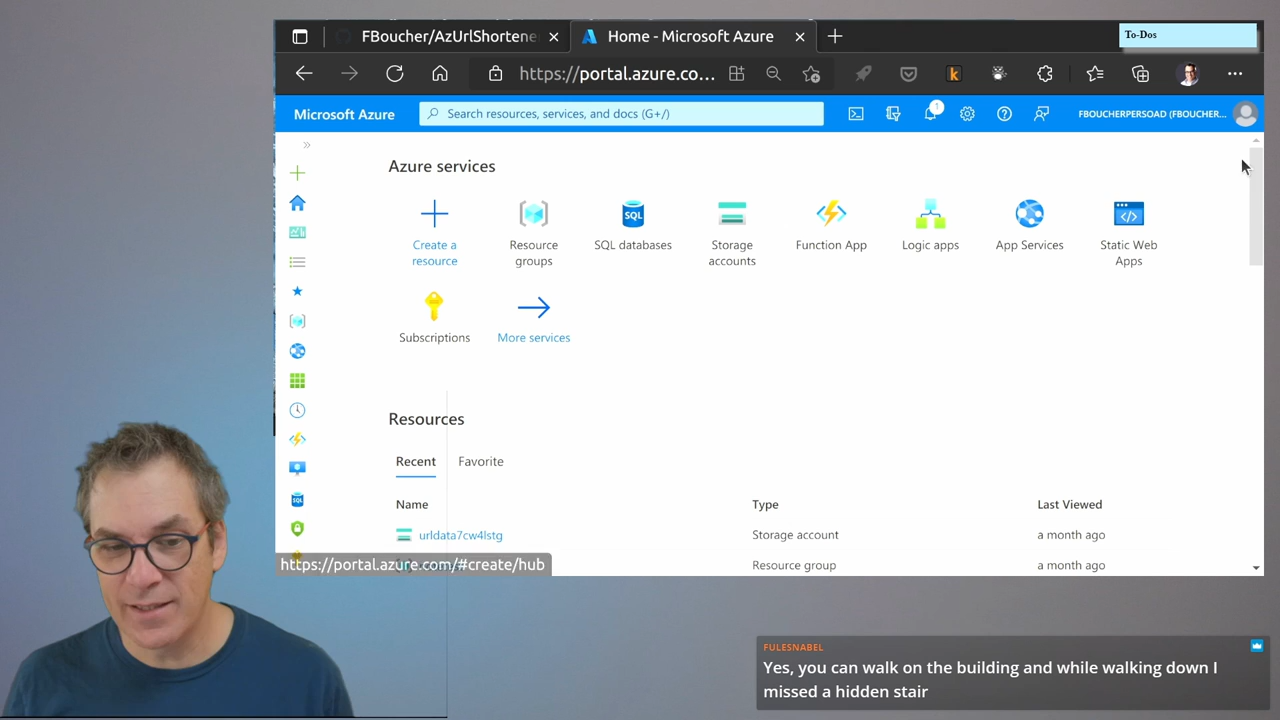 FBoucher/AzUrlShortene
Home - Microsoft Azure
To-Dos
https://portal.azure.co...
Microsoft Azure
Search resources, services, and docs (G+/)
1
FBOUCHERPERSOAD (FBOUCHER...
Azure services
Create a resource
Resource groups
SQL databases
Storage accounts
Function App
Logic apps
App Services
Static Web Apps
Subscriptions
More services
Resources
Recent
Favorite
Name
Type
Last Viewed
urldata7cw4lstg
Storage account
a month ago
https://portal.azure.com/#create/hub
Resource group
a month ago
FULESNABEL
Yes, you can walk on the building and while walking down I
missed a hidden stair